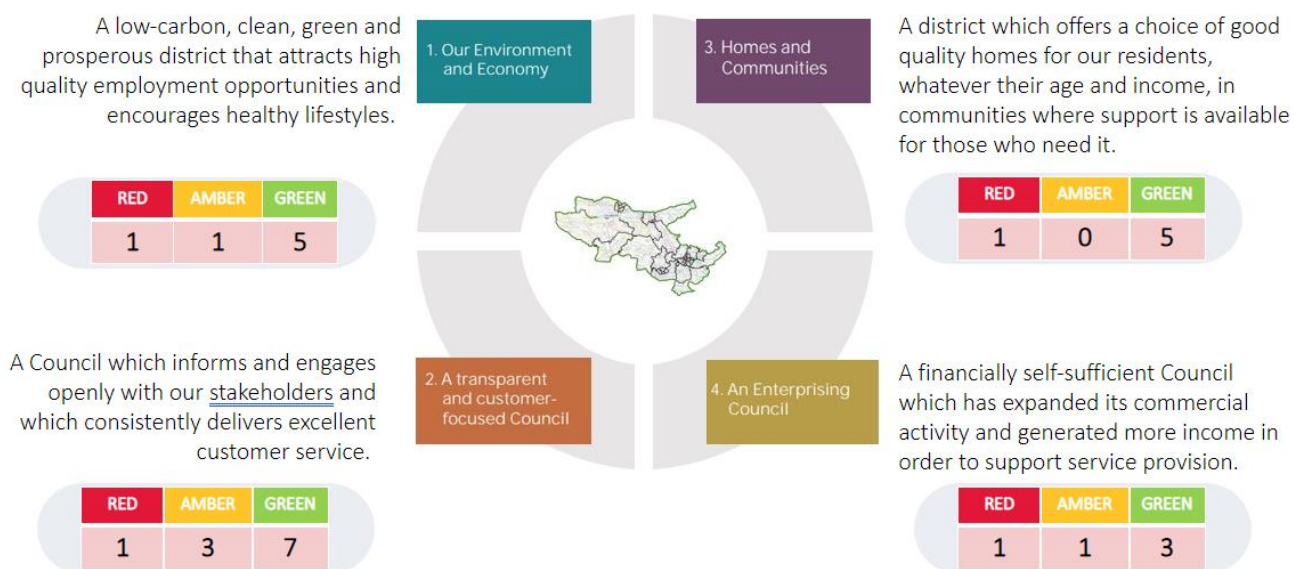 A low-carbon, clean, green and
prosperous district that attracts high
quality employment opportunities and
encourages healthy lifestyles.
RED AMBER GREEN
1 1 5
1. Our Environment
and Economy
3. Homes and
Communities
A district which offers a choice of good
quality homes for our residents,
whatever their age and income, in
communities where support is available
for those who need it.
RED AMBER GREEN
1 0 5
A Council which informs and engages
openly with our stakeholders and
which consistently delivers excellent
customer service.
RED AMBER GREEN
1 3 7
2. A transparent
and customer-
focused Council
4. An Enterprising
Council
A financially self-sufficient Council
which has expanded its commercial
activity and generated more income in
order to support service provision.
RED AMBER GREEN
1 1 3